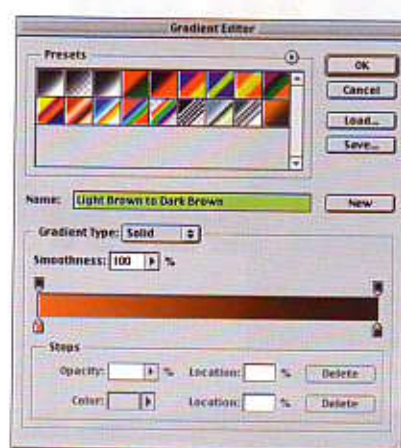 Gradient Editor
Presets
OK
Cancel
Load...
Save...
Name: Light Brown to Dark Brown
New
Gradient Type: Solid
Smoothness: 100 %
Steps
Opacity: % Location: % Delete
Color: Location: % Delete